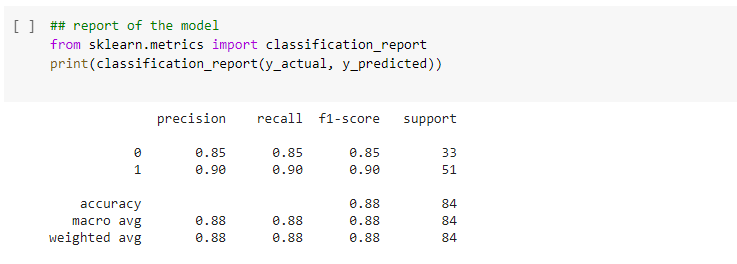 [ ] ## report of the model
from sklearn.metrics import classification_report
print(classification_report(y_actual, y_predicted))
precision recall f1-score support
0 0.85 0.85 0.85 33
1 0.90 0.90 0.90 51
accuracy 0.88 84
macro avg 0.88 0.88 0.88 84
weighted avg 0.88 0.88 0.88 84